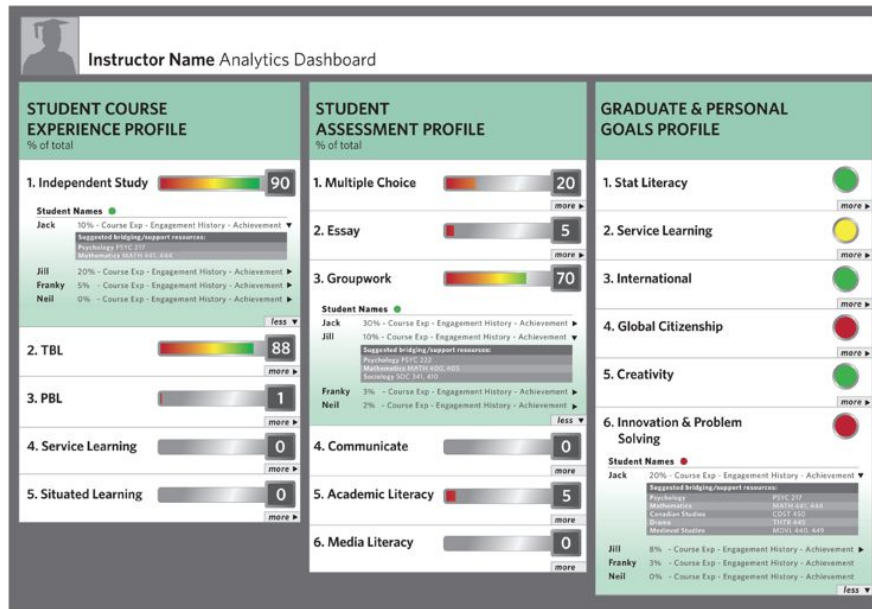 Instructor Name Analytics Dashboard
STUDENT COURSE
EXPERIENCE PROFILE
% of total
1. Independent Study 90
Student Names
Jack 10% - Course Exp - Engagement History - Achievement ▼
Suggested bridging/support resources:
Psychology PSYC 217
Mathematics MATH 441, 444
Jill 20% - Course Exp - Engagement History - Achievement ▶
Franky 5% - Course Exp - Engagement History - Achievement ▶
Neil 0% - Course Exp - Engagement History - Achievement ▶
less ▼
2. TBL 88
more ▶
3. PBL 1
more ▶
4. Service Learning 0
more ▶
5. Situated Learning 0
more ▶
STUDENT
ASSESSMENT PROFILE
% of total
1. Multiple Choice 20
more ▶
2. Essay 5
more ▶
3. Groupwork 70
Student Names
Jack 30% - Course Exp - Engagement History - Achievement ▶
Jill 10% - Course Exp - Engagement History - Achievement ▼
Suggested bridging/support resources:
Psychology PSYC 222
Mathematics MATH 400, 405
Sociology SOC 341, 410
Franky 3% - Course Exp - Engagement History - Achievement ▶
Neil 2% - Course Exp - Engagement History - Achievement ▶
less ▼
4. Communicate 0
more
5. Academic Literacy 5
more
6. Media Literacy 0
more
GRADUATE & PERSONAL
GOALS PROFILE
1. Stat Literacy
more ▶
2. Service Learning
more ▶
3. International
more ▶
4. Global Citizenship
more ▶
5. Creativity
more ▶
6. Innovation & Problem
Solving
Student Names
Jack 20% - Course Exp - Engagement History - Achievement ▼
Suggested bridging/support resources:
Psychology PSYC 217
Mathematics MATH 441, 444
Canadian Studies CDST 450
Drama THTR 445
Medieval Studies MDVL 440, 449
Jill 8% - Course Exp - Engagement History - Achievement ▶
Franky 3% - Course Exp - Engagement History - Achievement
Neil 0% - Course Exp - Engagement History - Achievement
less ▼